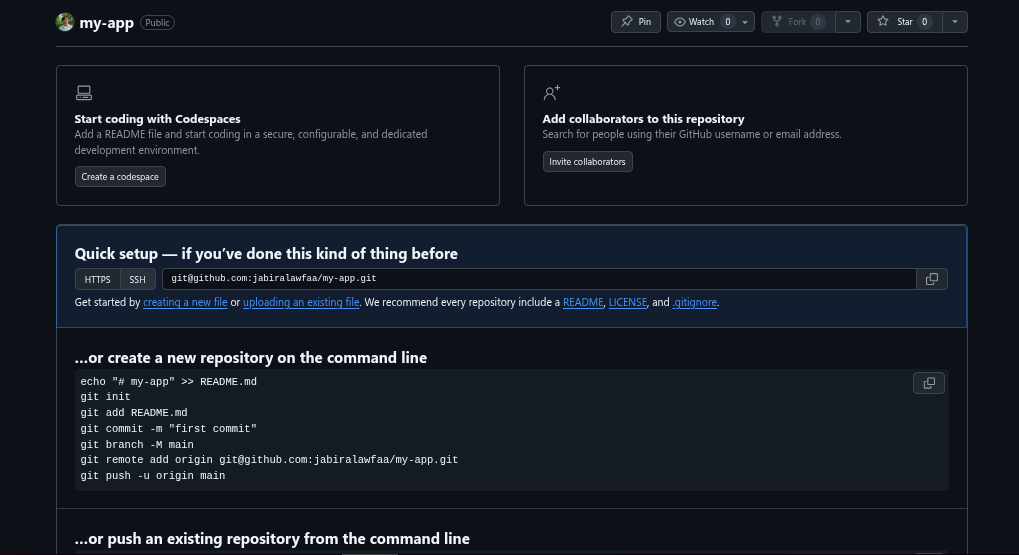 my-app Public
Pin Watch 0 Fork 0 Star 0
Start coding with Codespaces
Add a README file and start coding in a secure, configurable, and dedicated
development environment.
Create a codespace
Add collaborators to this repository
Search for people using their GitHub username or email address.
Invite collaborators
Quick setup — if you’ve done this kind of thing before
HTTPS SSH git@github.com:jabiralawfaa/my-app.git
Get started by creating a new file or uploading an existing file. We recommend every repository include a README, LICENSE, and .gitignore.
…or create a new repository on the command line
echo "# my-app" >> README.md
git init
git add README.md
git commit -m "first commit"
git branch -M main
git remote add origin git@github.com:jabiralawfaa/my-app.git
git push -u origin main
…or push an existing repository from the command line